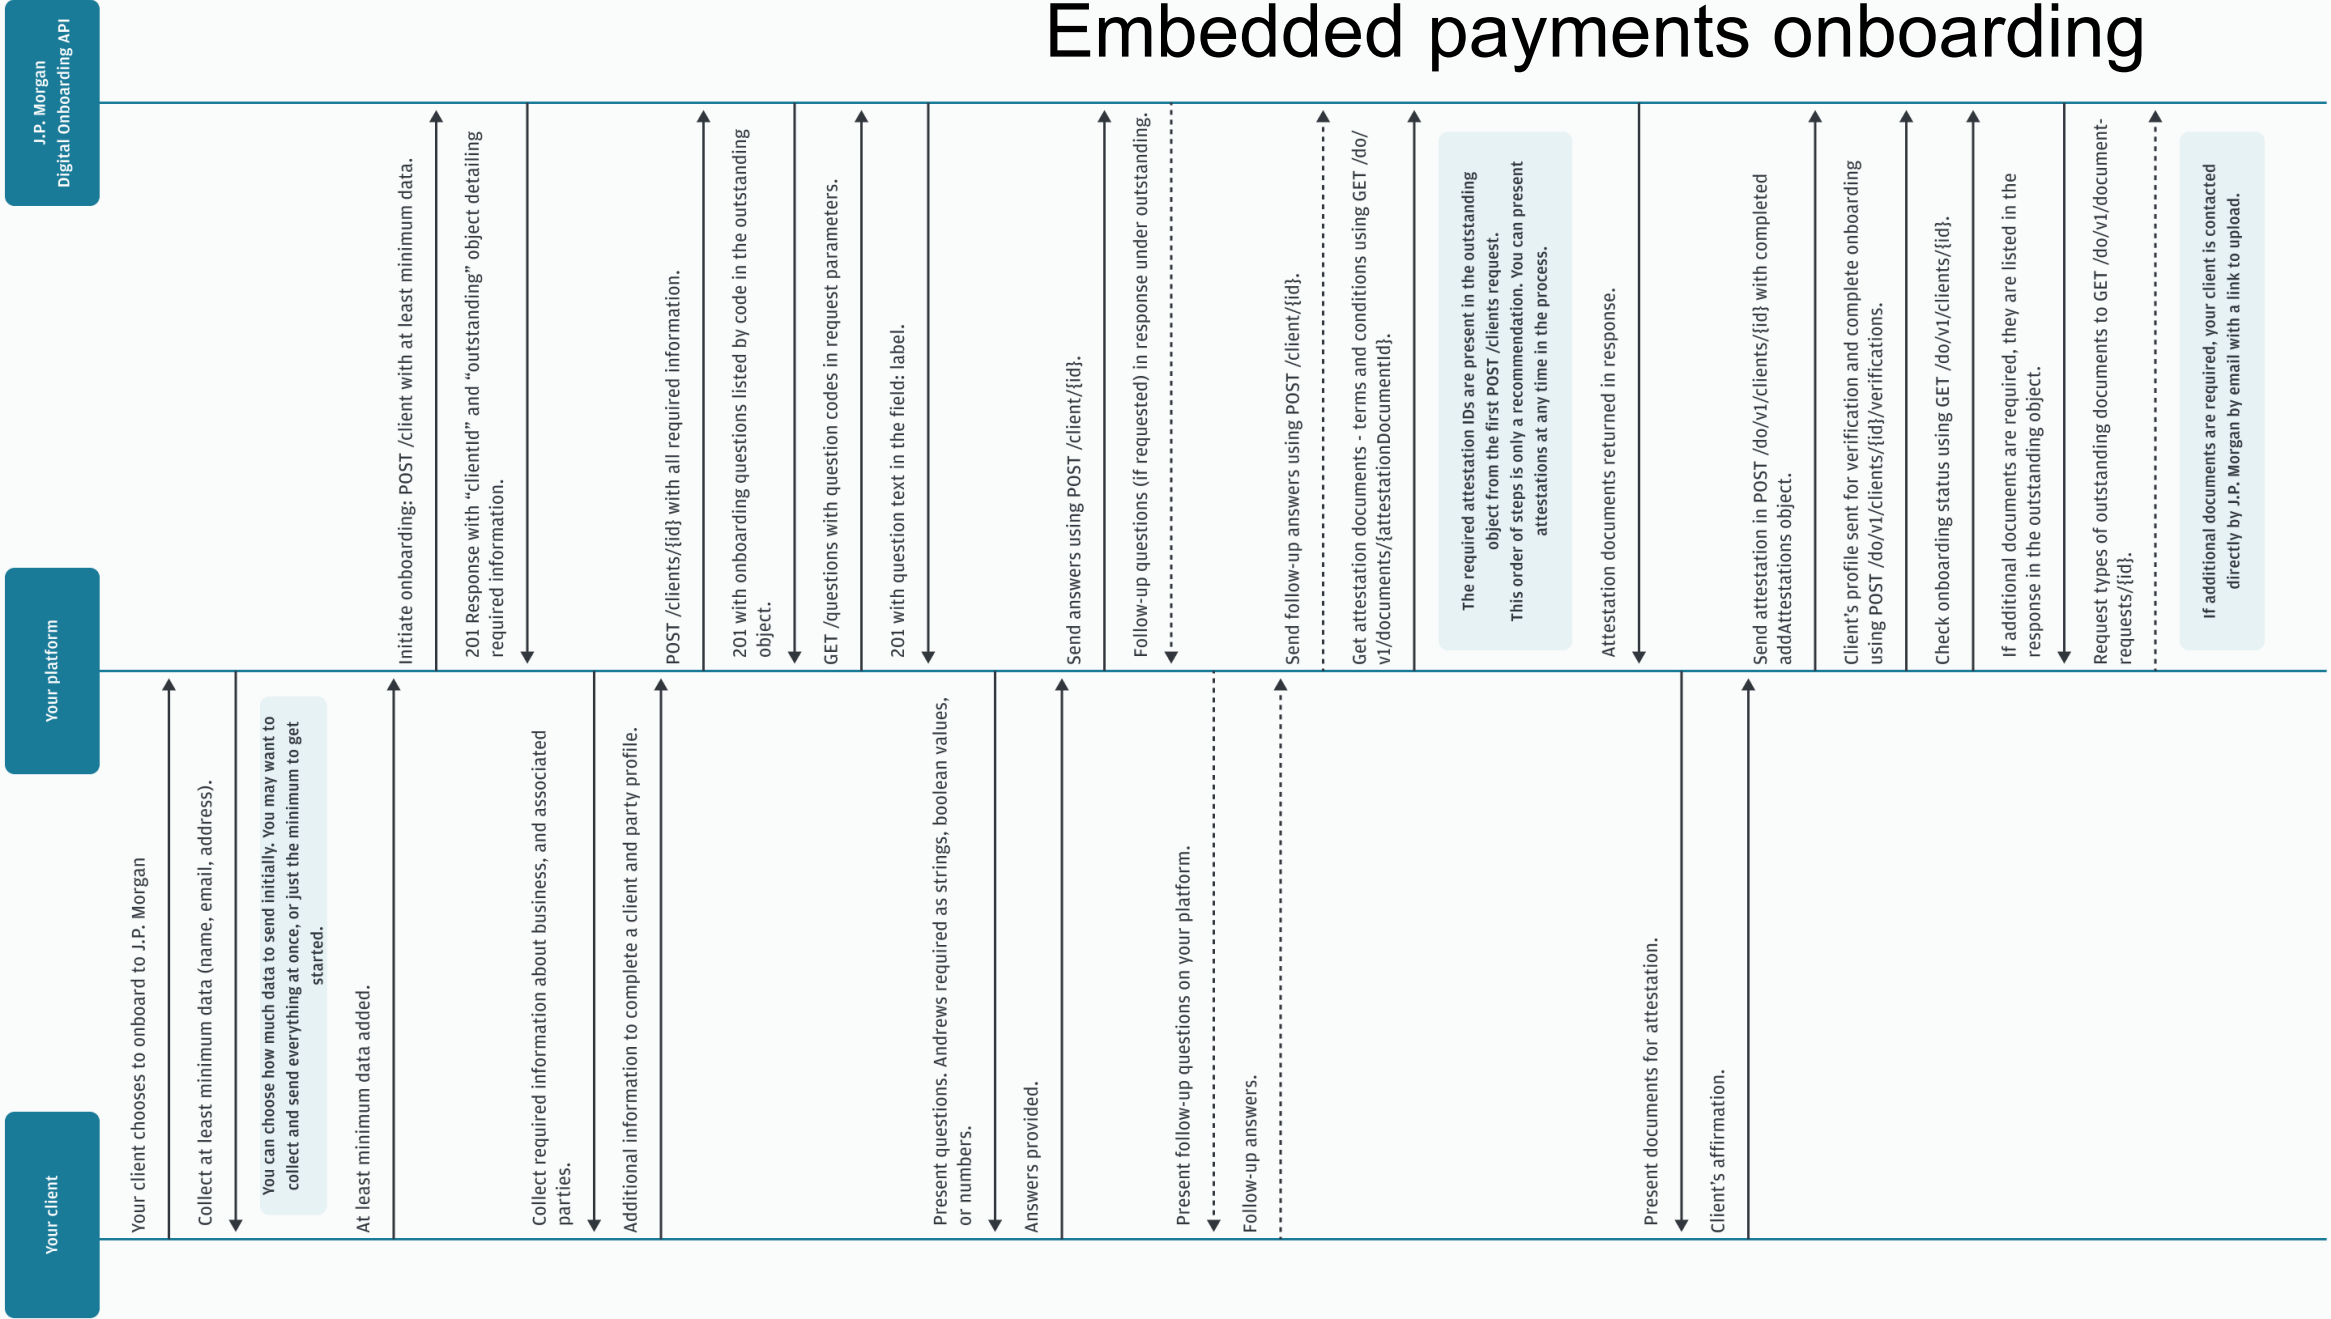 Embedded payments onboarding
J.P. Morgan
Digital Onboarding API
Your platform
Your client
Your client chooses to onboard to J.P. Morgan
Collect at least minimum data (name, email, address).
You can choose how much data to send initially. You may want to
collect and send everything at once, or just the minimum to get
started.
At least minimum data added.
Initiate onboarding: POST /client with at least minimum data.
201 Response with “clientId” and “outstanding” object detailing
required information.
Collect required information about business, and associated
parties.
Additional information to complete a client and party profile.
POST /clients/{id} with all required information.
201 with onboarding questions listed by code in the outstanding
object.
GET /questions with question codes in request parameters.
201 with question text in the field: label.
Present questions. Andrews required as strings, boolean values,
or numbers.
Answers provided.
Send answers using POST /client/{id}.
Follow-up questions (if requested) in response under outstanding.
Present follow-up questions on your platform.
Follow-up answers.
Send follow-up answers using POST /client/{id}.
Get attestation documents - terms and conditions using GET /do/
v1/documents/{attestationDocumentId}.
The required attestation IDs are present in the outstanding
object from the first POST /clients request.
This order of steps is only a recommendation. You can present
attestations at any time in the process.
Attestation documents returned in response.
Present documents for attestation.
Client’s affirmation.
Send attestation in POST /do/v1/clients/{id} with completed
addAttestations object.
Client’s profile sent for verification and complete onboarding
using POST /do/v1/clients/{id}/verifications.
Check onboarding status using GET /do/v1/clients/{id}.
If additional documents are required, they are listed in the
response in the outstanding object.
Request types of outstanding documents to GET /do/v1/document-
requests/{id}.
If additional documents are required, your client is contacted
directly by J.P. Morgan by email with a link to upload.